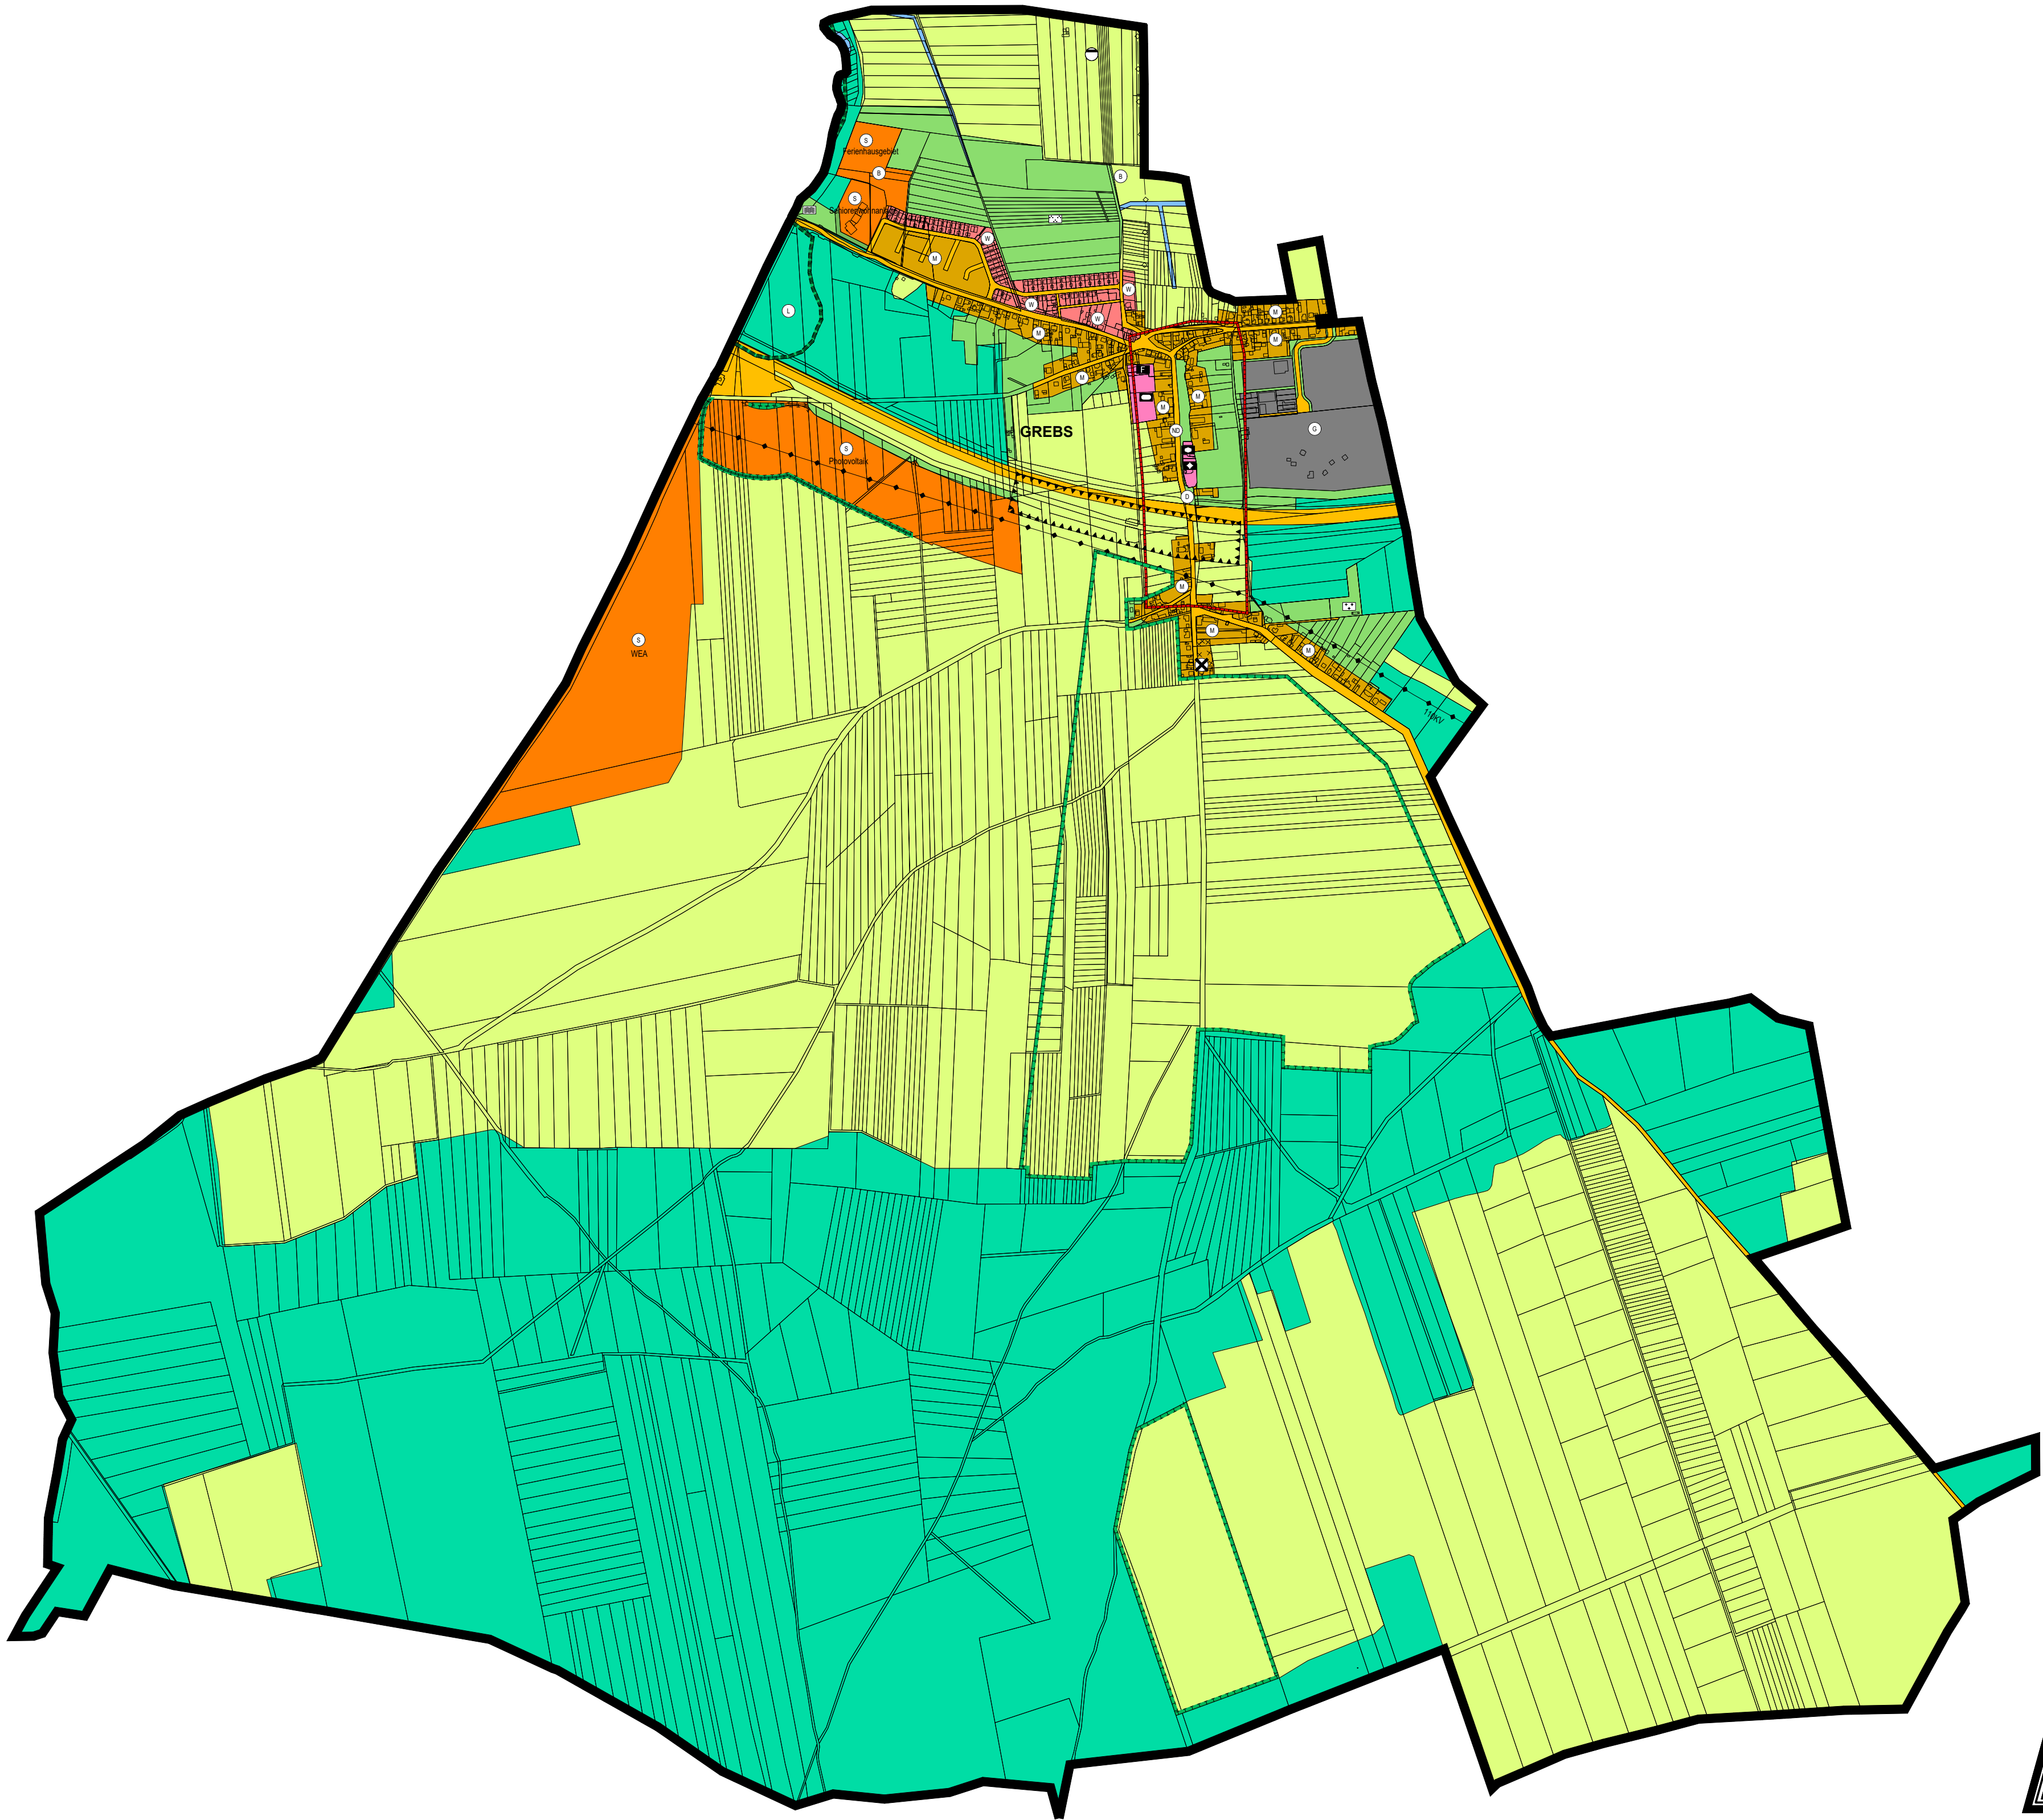 S
Ferienhausgebiet
B
B
S
Seniorenwohnanlage
W
M
L
W
W
W
M
M
M
M
M
F
M
M
GREBS
ND
G
S
Photovoltaik
D
M
S
WEA
M
M
110KV